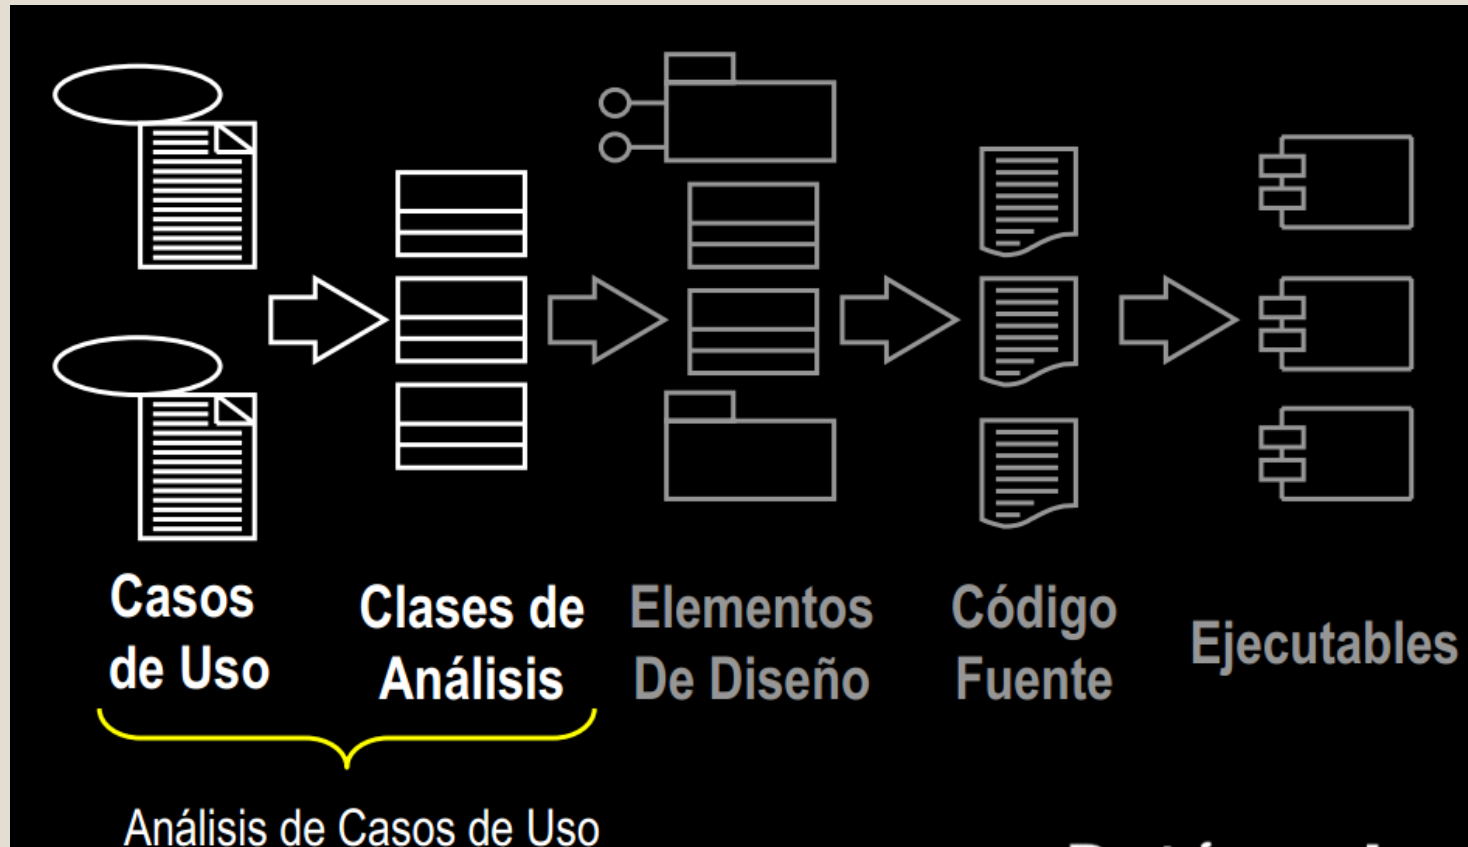 Casos
de Uso
Clases de
Análisis
Elementos
De Diseño
Código
Fuente
Ejecutables
Análisis de Casos de Uso